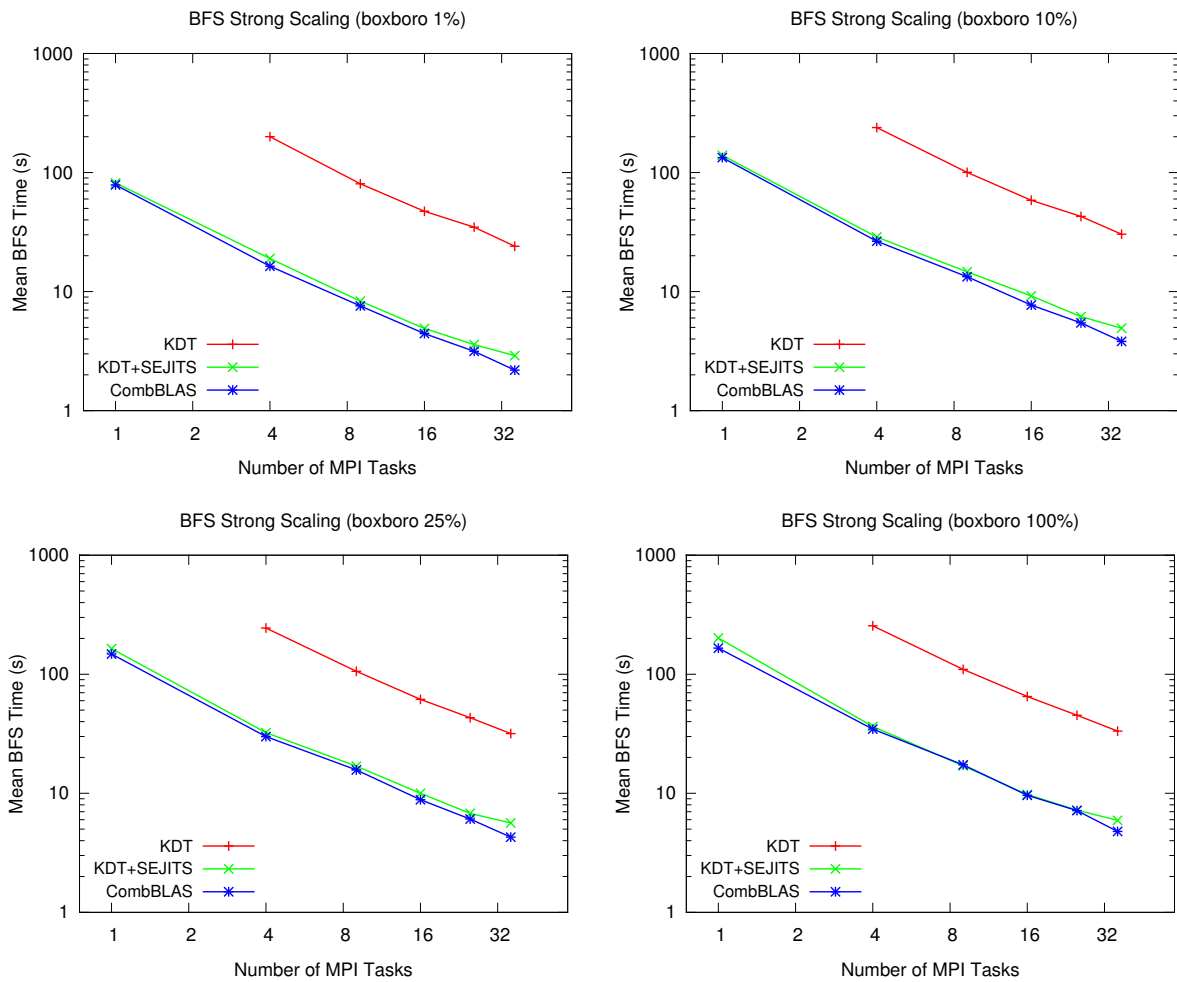 BFS Strong Scaling (boxboro 1%)
1000
100
10
1
Mean BFS Time (s)
KDT
KDT+SEJITS
CombBLAS
1 2 4 8 16 32
Number of MPI Tasks
BFS Strong Scaling (boxboro 10%)
1000
100
10
1
Mean BFS Time (s)
KDT
KDT+SEJITS
CombBLAS
1 2 4 8 16 32
Number of MPI Tasks
BFS Strong Scaling (boxboro 25%)
1000
100
10
1
Mean BFS Time (s)
KDT
KDT+SEJITS
CombBLAS
1 2 4 8 16 32
Number of MPI Tasks
BFS Strong Scaling (boxboro 100%)
1000
100
10
1
Mean BFS Time (s)
KDT
KDT+SEJITS
CombBLAS
1 2 4 8 16 32
Number of MPI Tasks